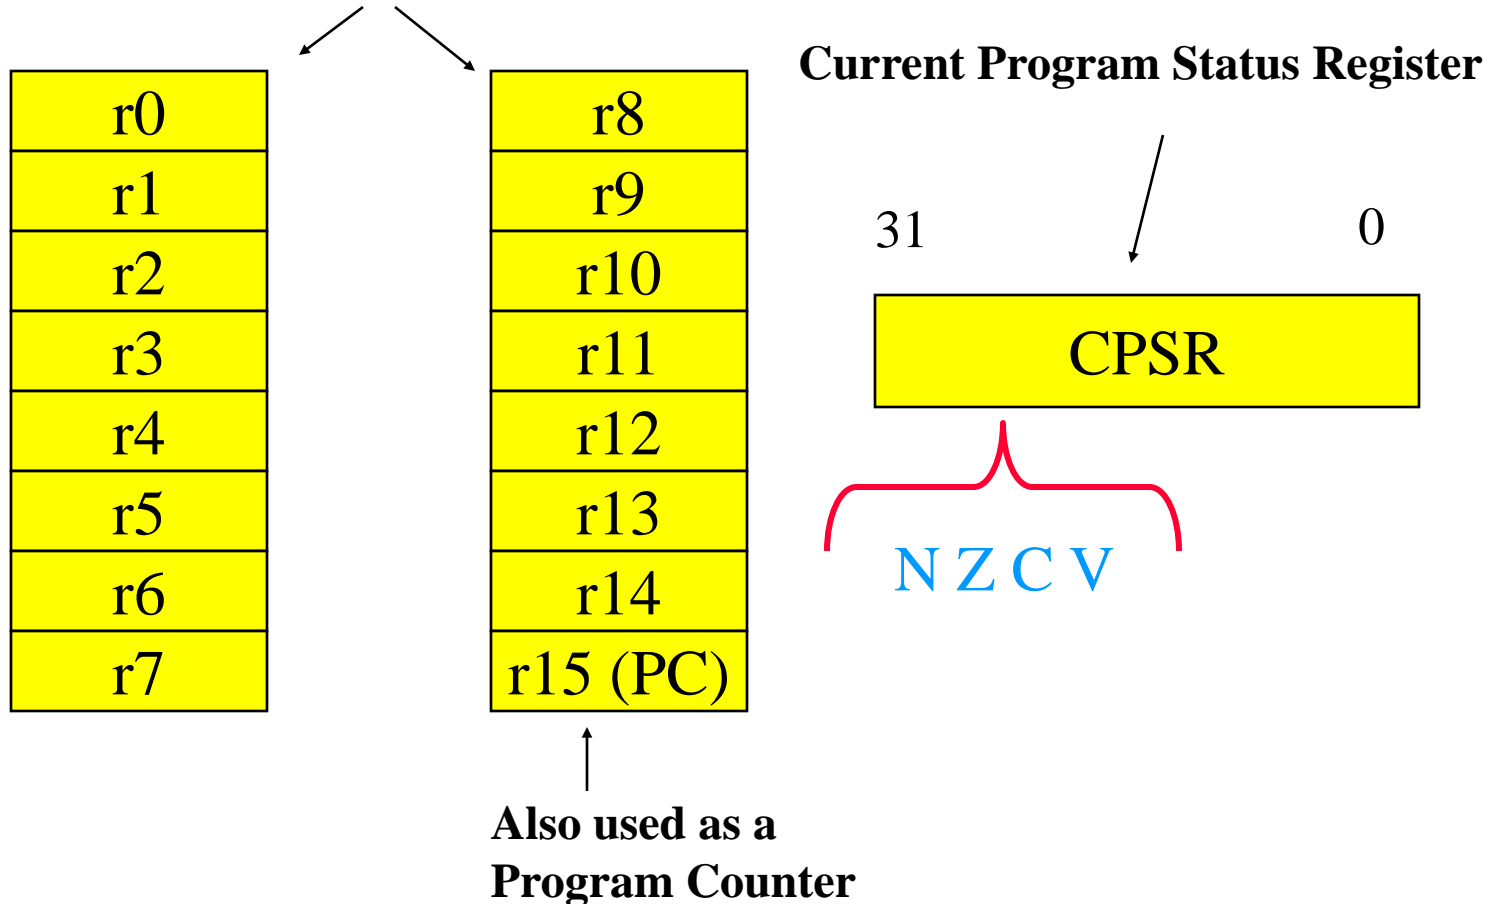 Current Program Status Register
r0
r1
r2
r3
r4
r5
r6
r7
r8
r9
r10
r11
r12
r13
r14
r15 (PC)
Also used as a
Program Counter
31
0
CPSR
N Z C V